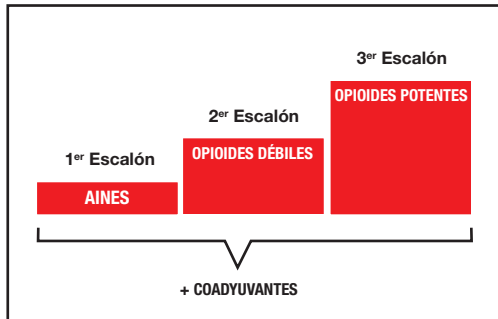 1er Escalón
AINES
2er Escalón
OPIOIDES DÉBILES
3er Escalón
OPIOIDES POTENTES
+ COADYUVANTES